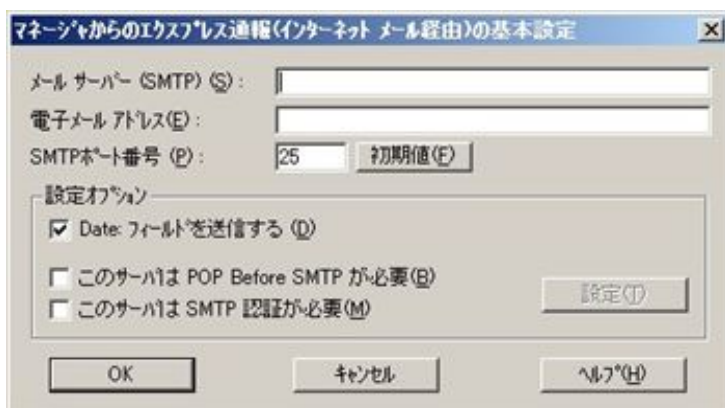 マネージャからのエクスプレス通報(インターネット メール経由)の基本設定
メール サーバー (SMTP) (S) :
電子メール アドレス(E) :
SMTPポート番号 (P) : 25 初期値(F)
設定オプション
Date: フィールドを送信する (D)
このサーバは POP Before SMTP が必要(B)
このサーバは SMTP 認証が必要(M)
設定(T)
OK キャンセル ヘルプ(H)